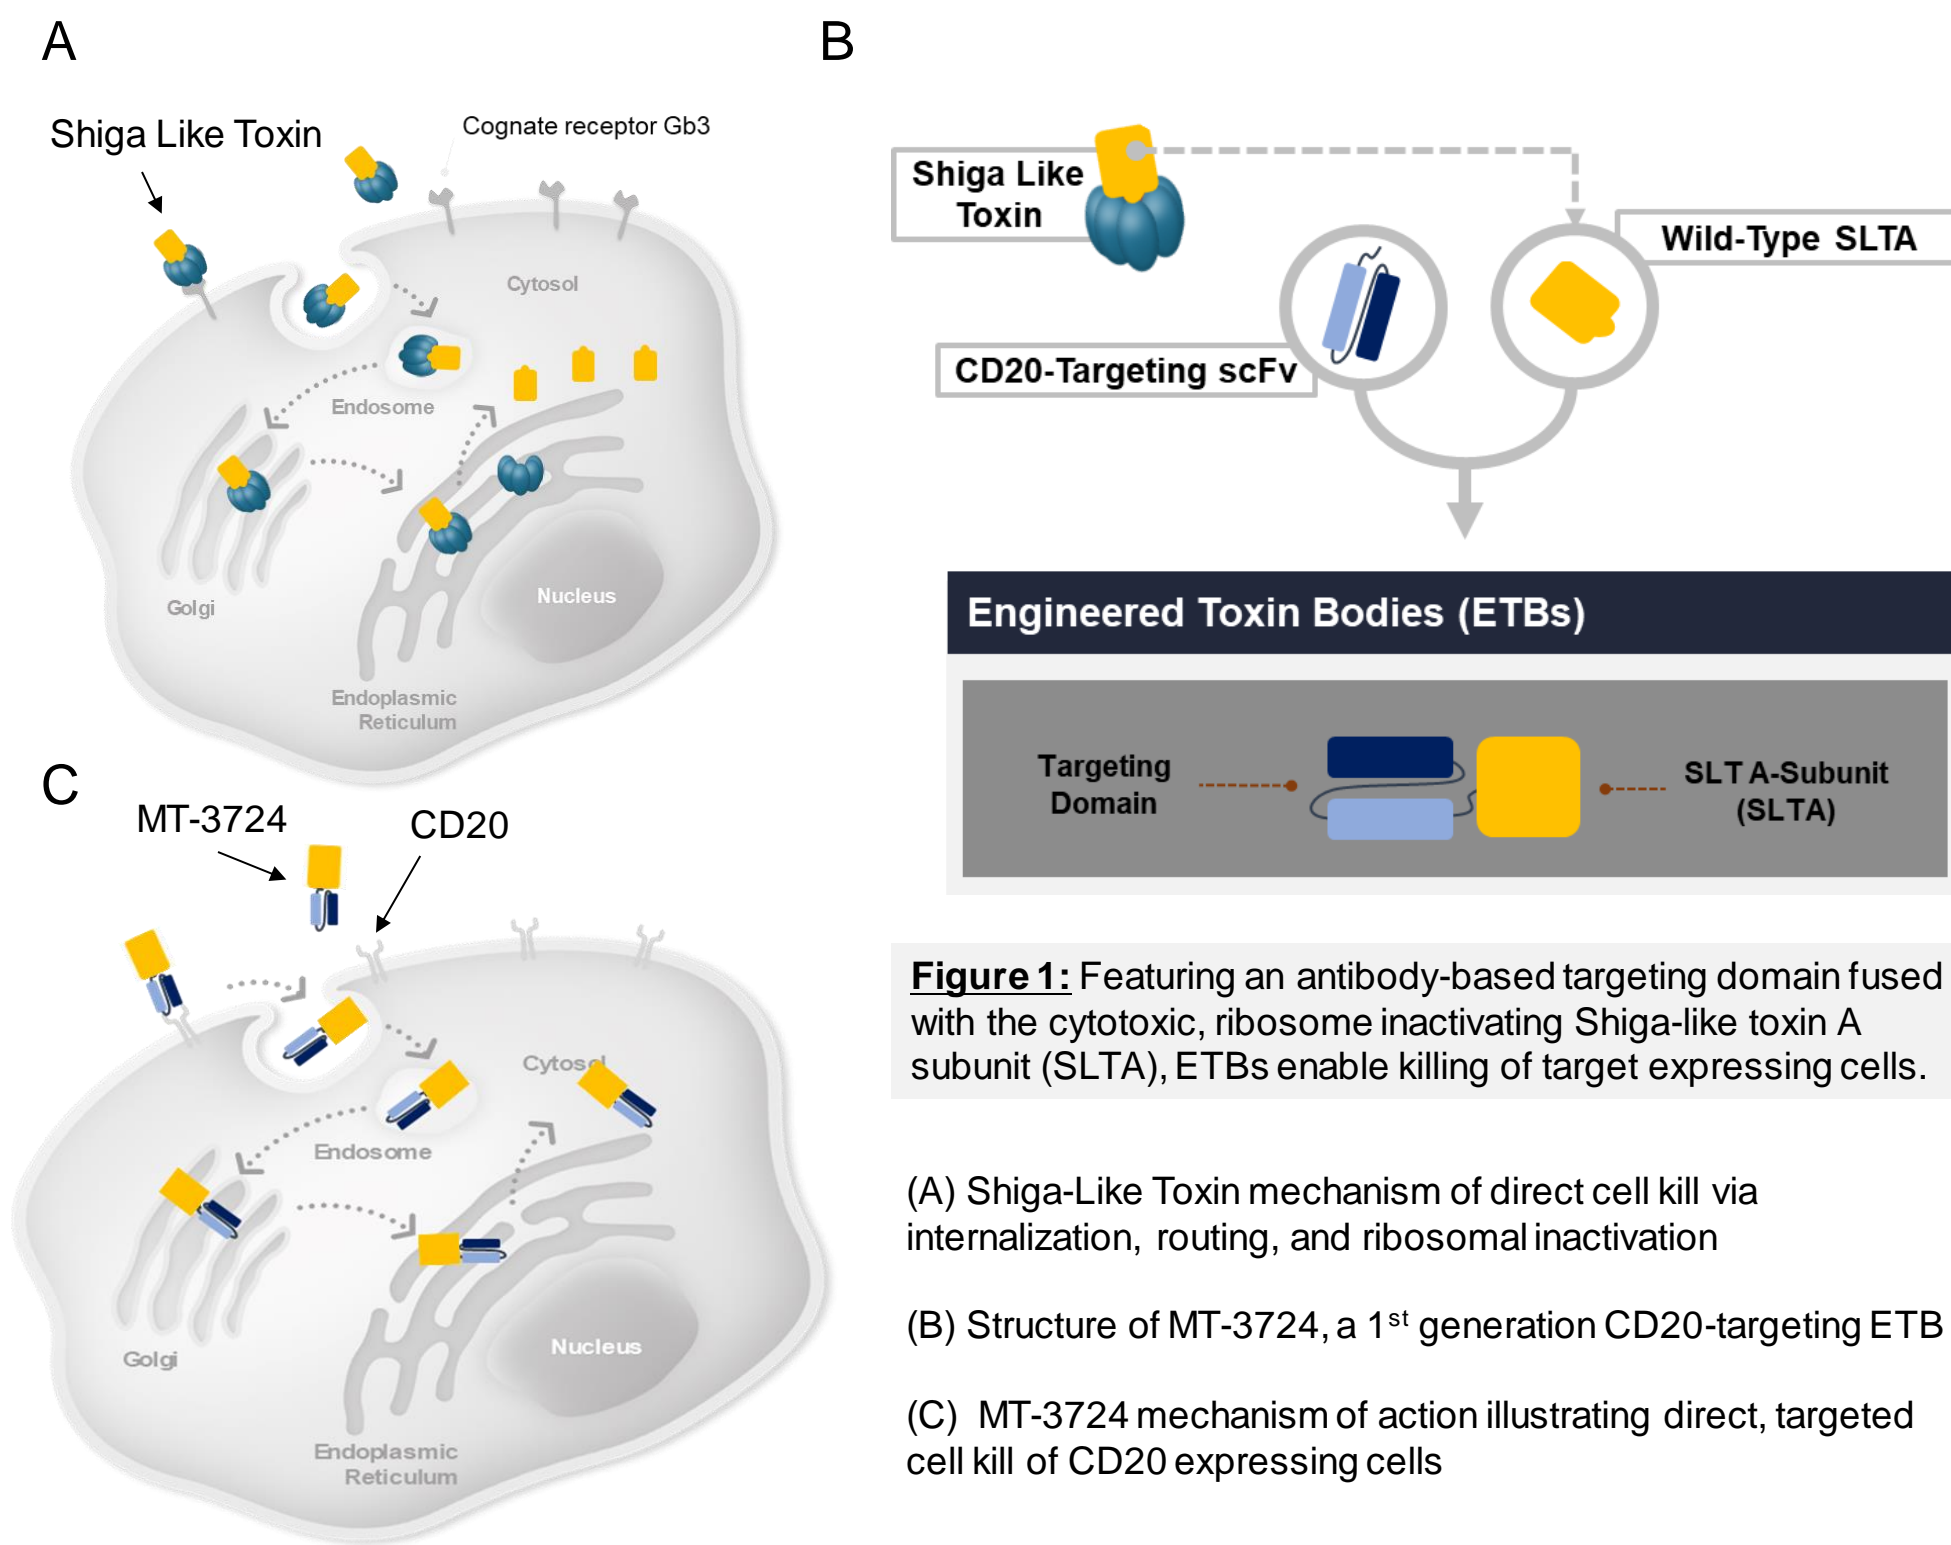 A
Shiga Like Toxin
Cognate receptor Gb3
Cytosol
Endosome
Golgi
Nucleus
Endoplasmic
Reticulum
B
Shiga Like
Toxin
Wild-Type SLTA
CD20-Targeting scFv
Engineered Toxin Bodies (ETBs)
Targeting
Domain
SLT A-Subunit
(SLTA)
C
MT-3724
CD20
Cytosol
Endosome
Golgi
Nucleus
Endoplasmic
Reticulum
Figure 1: Featuring an antibody-based targeting domain fused
with the cytotoxic, ribosome inactivating Shiga-like toxin A
subunit (SLTA), ETBs enable killing of target expressing cells.
(A) Shiga-Like Toxin mechanism of direct cell kill via
internalization, routing, and ribosomal inactivation
(B) Structure of MT-3724, a 1st generation CD20-targeting ETB
(C) MT-3724 mechanism of action illustrating direct, targeted
cell kill of CD20 expressing cells